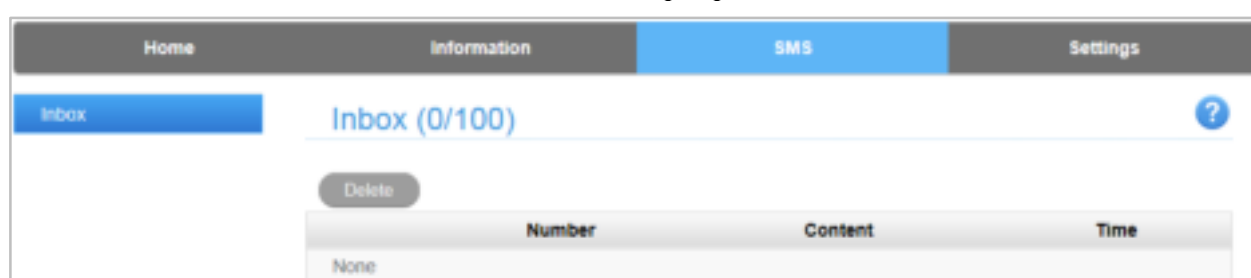 Home Information SMS Settings
Inbox
Inbox (0/100)
?
Delete
Number Content Time
None